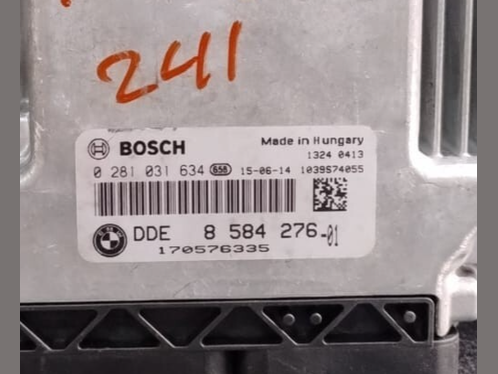 241
BOSCH
Made in Hungary
1324 0413
0 281 031 634 658 15-06-14 1039S74055
DDE 8 584 276-01
170576335